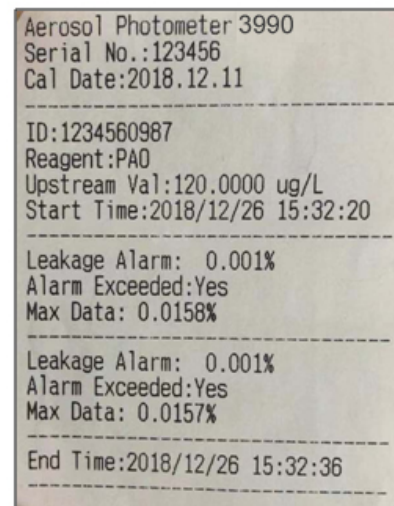 Aerosol Photometer 3990
Serial No.:123456
Cal Date:2018.12.11
--------------------------------
ID:1234560987
Reagent:PAO
Upstream Val:120.0000 ug/L
Start Time:2018/12/26 15:32:20
--------------------------------
Leakage Alarm: 0.001%
Alarm Exceeded:Yes
Max Data: 0.0158%
--------------------------------
Leakage Alarm: 0.001%
Alarm Exceeded:Yes
Max Data: 0.0157%
--------------------------------
End Time:2018/12/26 15:32:36
--------------------------------